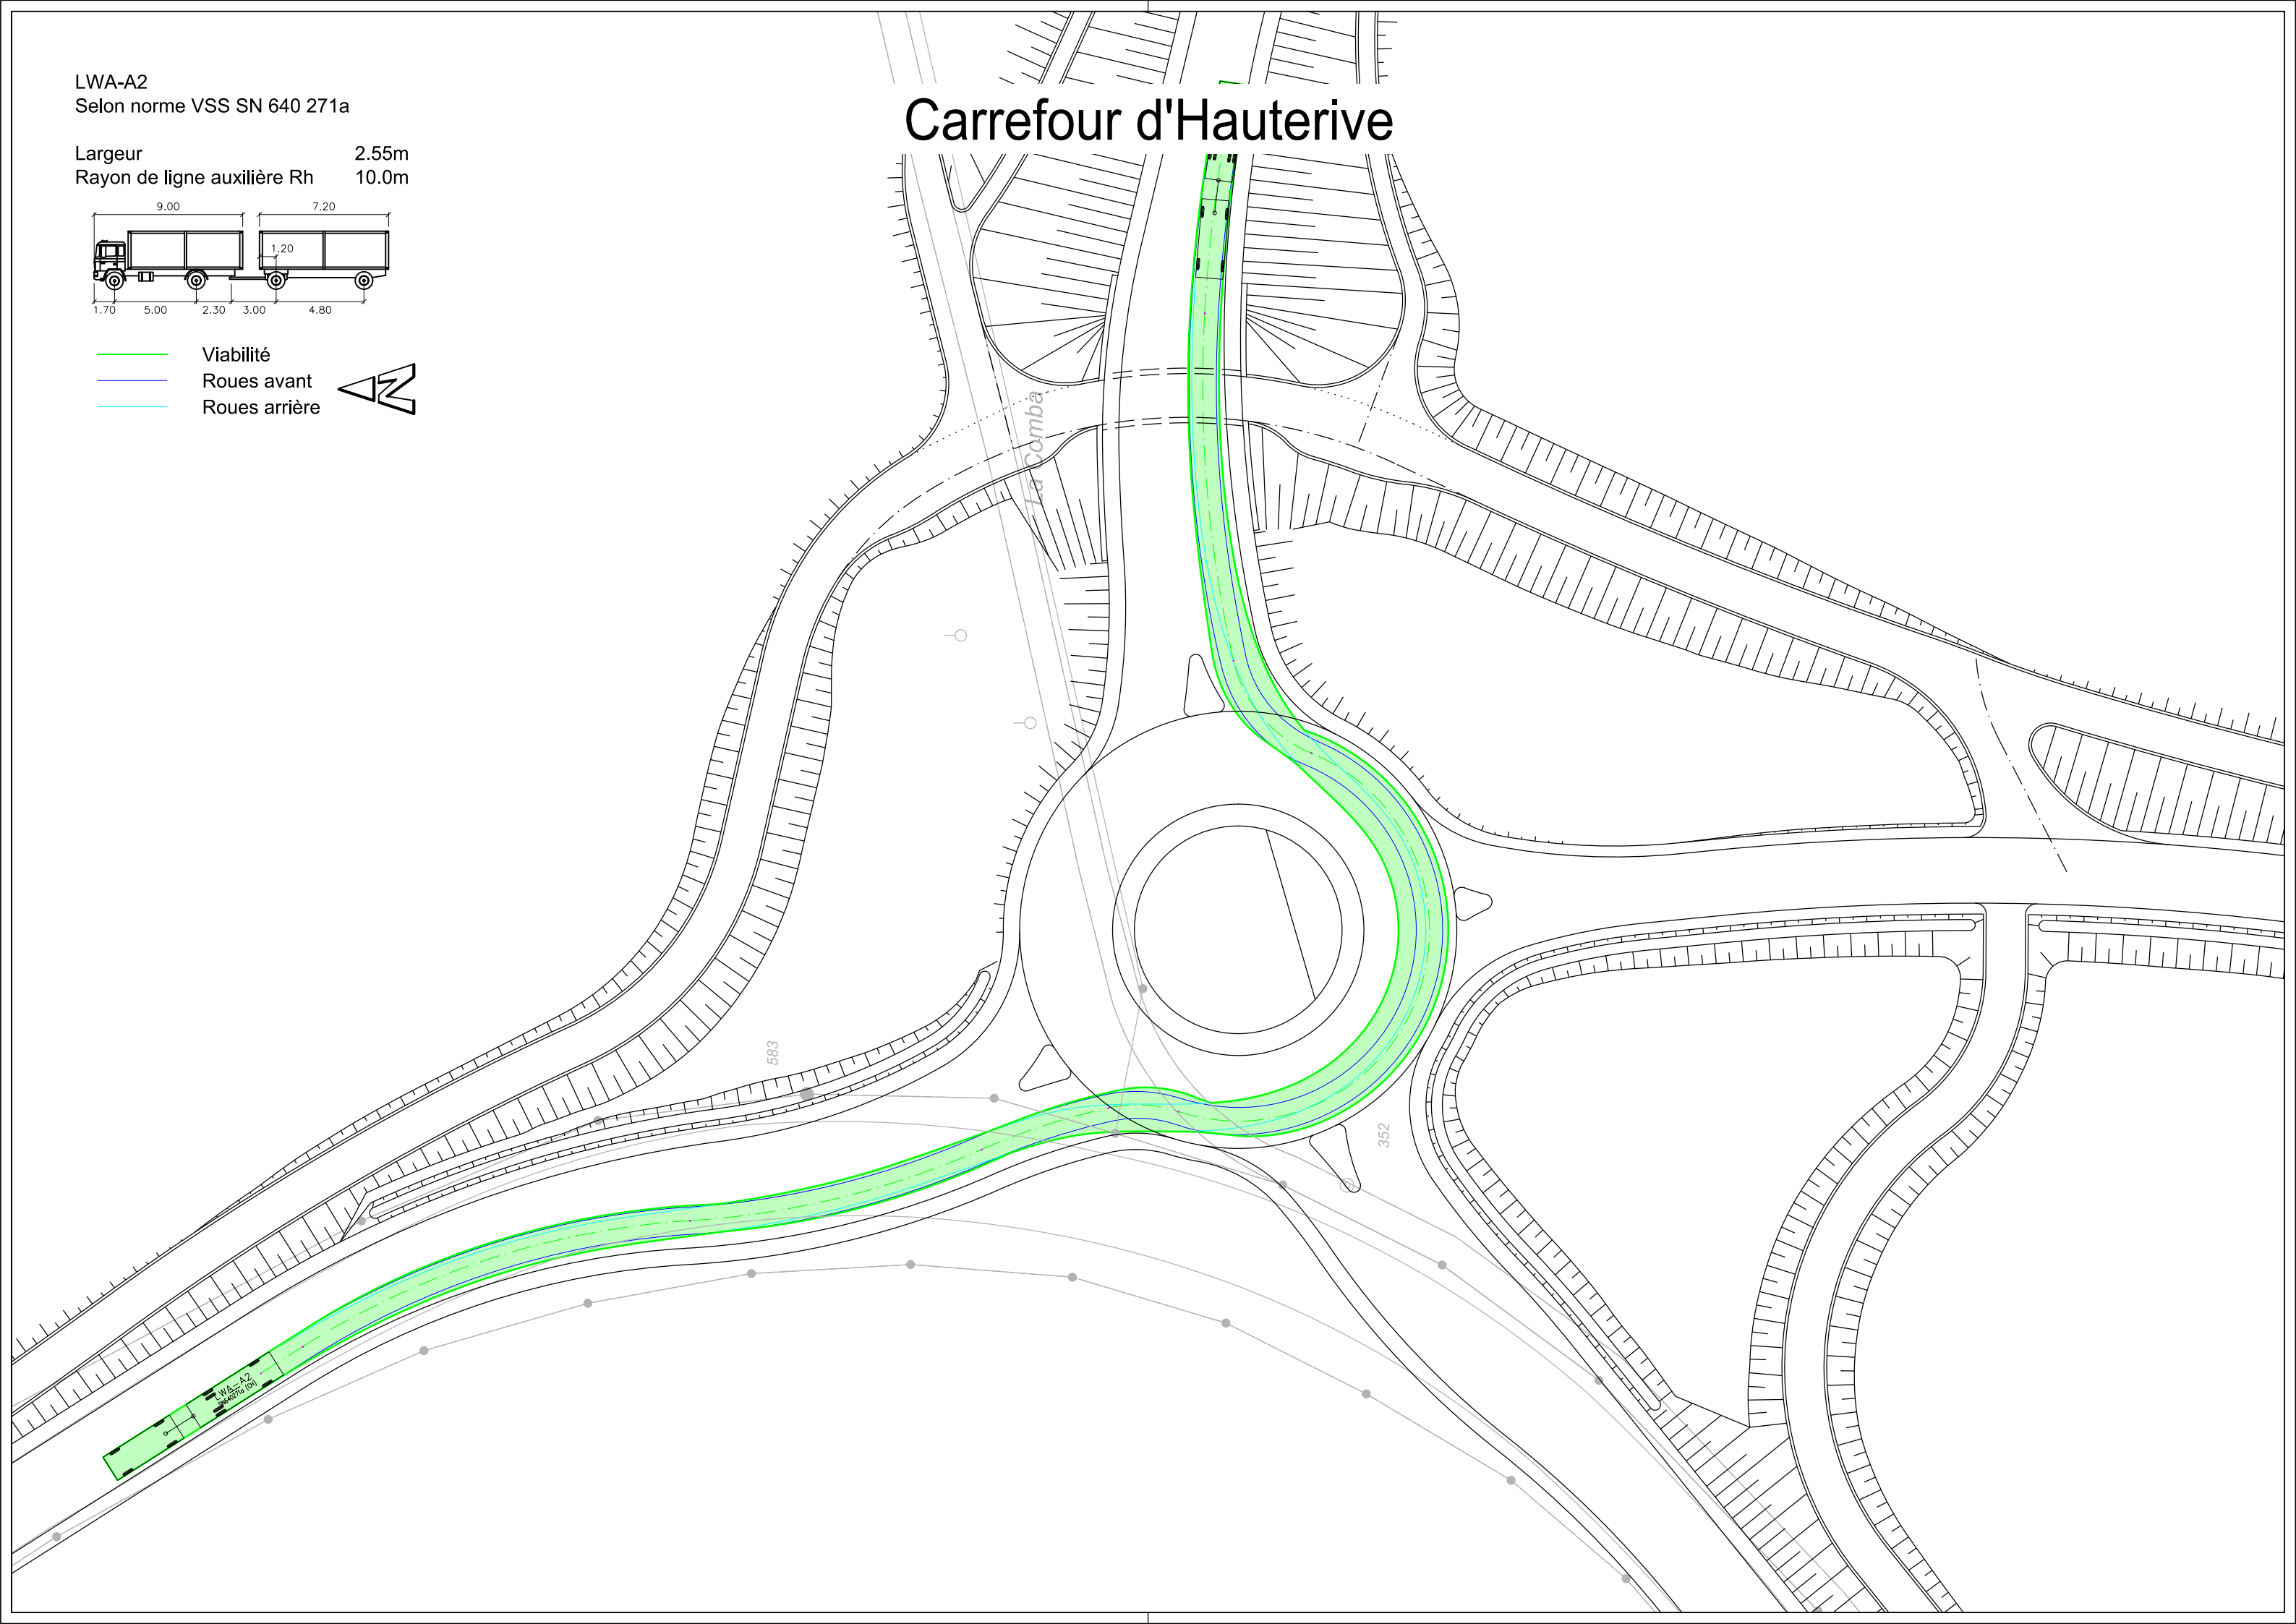 LWA-A2
Selon norme VSS SN 640 271a
Largeur 2.55m
Rayon de ligne auxilière Rh 10.0m
9.00 7.20
1.20
1.70 5.00 2.30 3.00 4.80
Viabilité
Roues avant
Roues arrière
N
Carrefour d'Hauterive
La Comba
583
352
LWA-A2
SN640271a (CH)